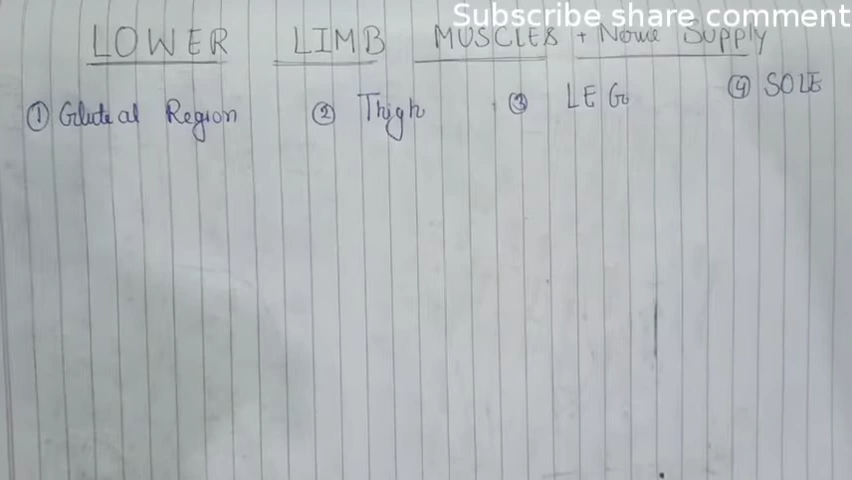 Subscribe share comment
LOWER LIMB MUSCLES + Nerve Supply
① Gluteal Region ② Thigh ③ LEG ④ SOLE